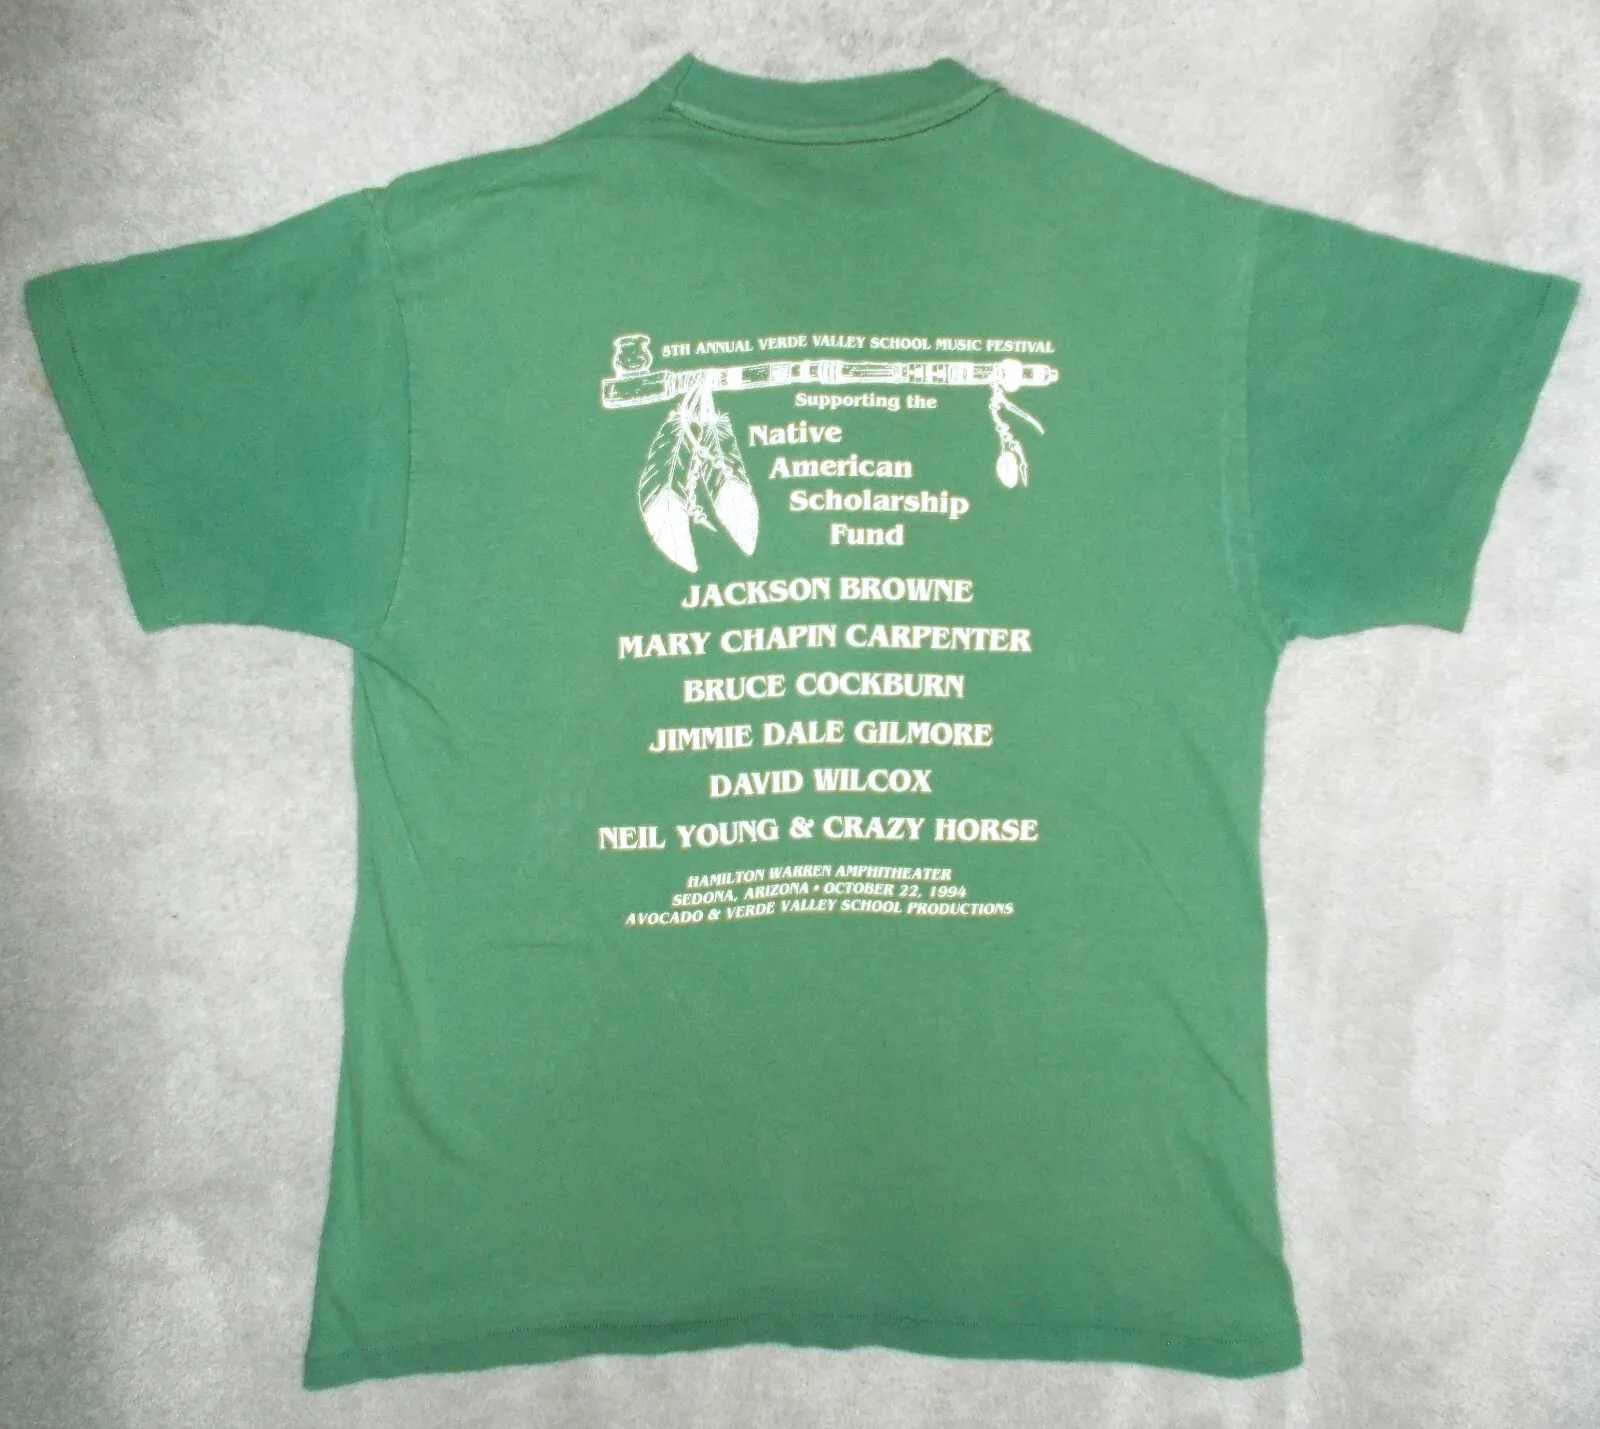 5TH ANNUAL VERDE VALLEY SCHOOL MUSIC FESTIVAL
Supporting the
Native
American
Scholarship
Fund
JACKSON BROWNE
MARY CHAPIN CARPENTER
BRUCE COCKBURN
JIMMIE DALE GILMORE
DAVID WILCOX
NEIL YOUNG & CRAZY HORSE
HAMILTON WARREN AMPHITHEATER
SEDONA, ARIZONA • OCTOBER 22, 1994
AVOCADO & VERDE VALLEY SCHOOL PRODUCTIONS